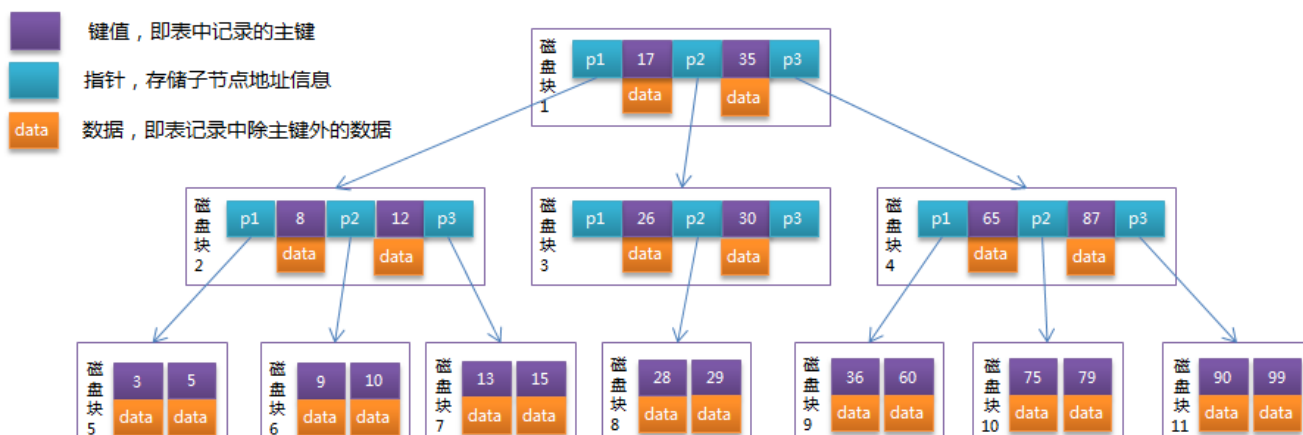 键值，即表中记录的主键
指针，存储子节点地址信息
data 数据，即表记录中除主键外的数据
磁盘块1 p1 17 p2 35 p3
data data
磁盘块2 p1 8 p2 12 p3
data data
磁盘块3 p1 26 p2 30 p3
data data
磁盘块4 p1 65 p2 87 p3
data data
磁盘块5 3 5
data data
磁盘块6 9 10
data data
磁盘块7 13 15
data data
磁盘块8 28 29
data data
磁盘块9 36 60
data data
磁盘块10 75 79
data data
磁盘块11 90 99
data data